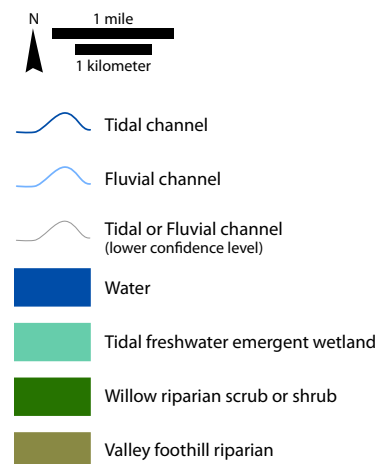 N
1 mile
1 kilometer
Tidal channel
Fluvial channel
Tidal or Fluvial channel
(lower confidence level)
Water
Tidal freshwater emergent wetland
Willow riparian scrub or shrub
Valley foothill riparian